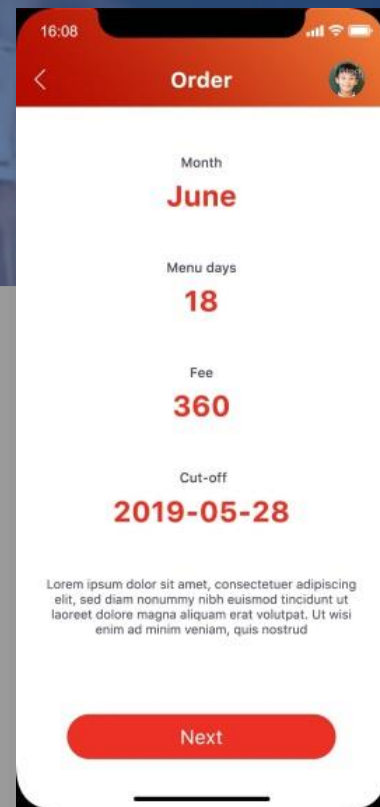 16:08
Order
Month
June
Menu days
18
Fee
360
Cut-off
2019-05-28
Lorem ipsum dolor sit amet, consectetuer adipiscing
elit, sed diam nonummy nibh euismod tincidunt ut
laoreet dolore magna aliquam erat volutpat. Ut wisi
enim ad minim veniam, quis nostrud
Next